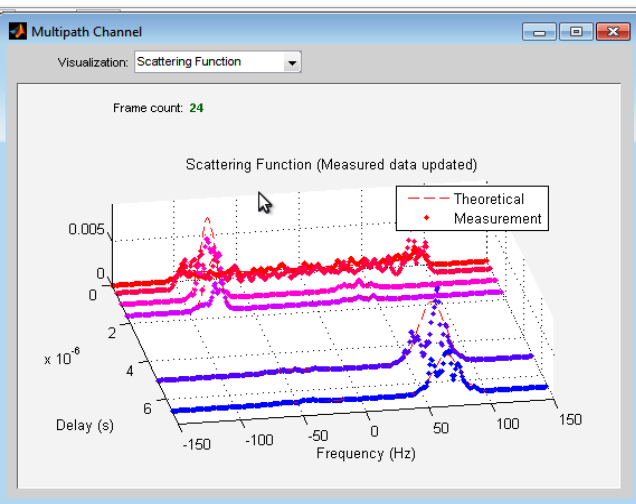 Multipath Channel
Visualization: Scattering Function
Frame count: 24
Scattering Function (Measured data updated)
Theoretical
Measurement
0.005
0
0
2
4
6
x 10-6
Delay (s)
-150
-100
-50
0
50
100
150
Frequency (Hz)